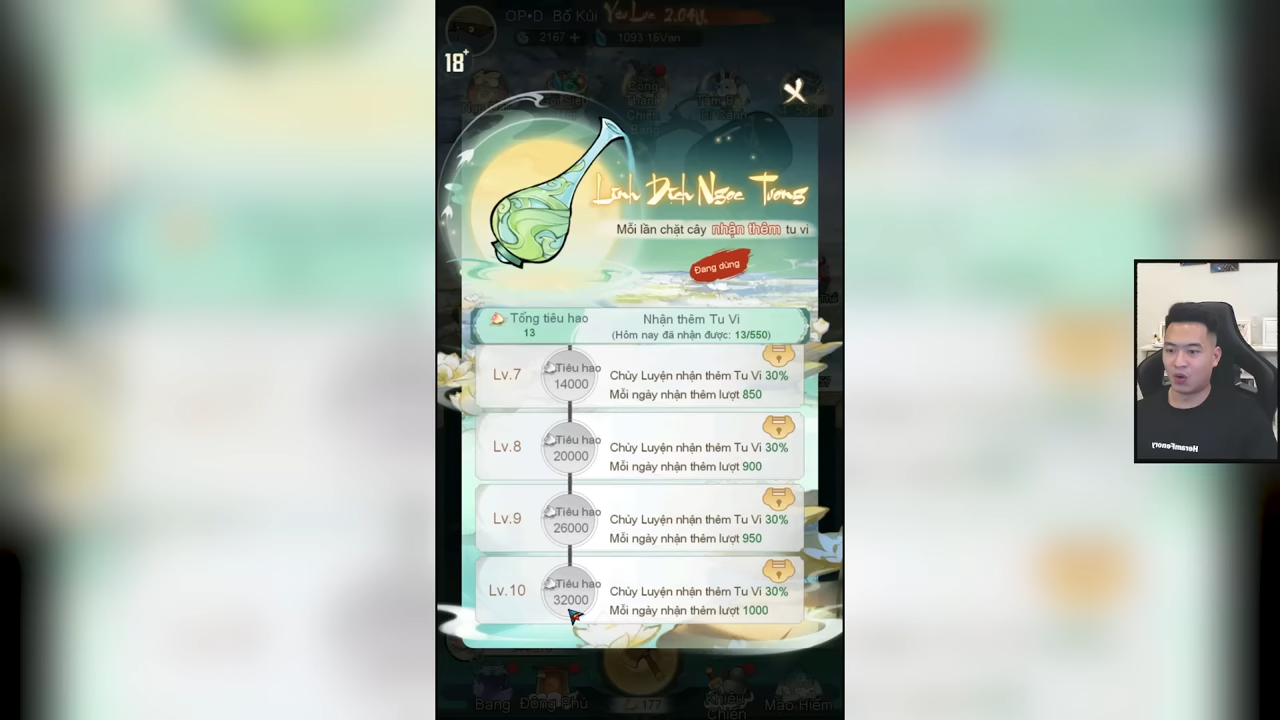 OP•D Bố Kùi
2167 +
1093 15Vạn
18+
Linh Dịch Ngọc Tương
Mỗi lần chặt cây nhận thêm tu vi
Đang dùng
Tổng tiêu hao
13
Nhận thêm Tu Vi
(Hôm nay đã nhận được: 13/550)
Lv.7
Tiêu hao
14000
Chùy Luyện nhận thêm Tu Vi 30%
Mỗi ngày nhận thêm lượt 850
Lv.8
Tiêu hao
20000
Chùy Luyện nhận thêm Tu Vi 30%
Mỗi ngày nhận thêm lượt 900
Lv.9
Tiêu hao
26000
Chùy Luyện nhận thêm Tu Vi 30%
Mỗi ngày nhận thêm lượt 950
Lv.10
Tiêu hao
32000
Chùy Luyện nhận thêm Tu Vi 30%
Mỗi ngày nhận thêm lượt 1000
Bang
Động Phủ
177
Khiêu Chiến
Mạo Hiểm